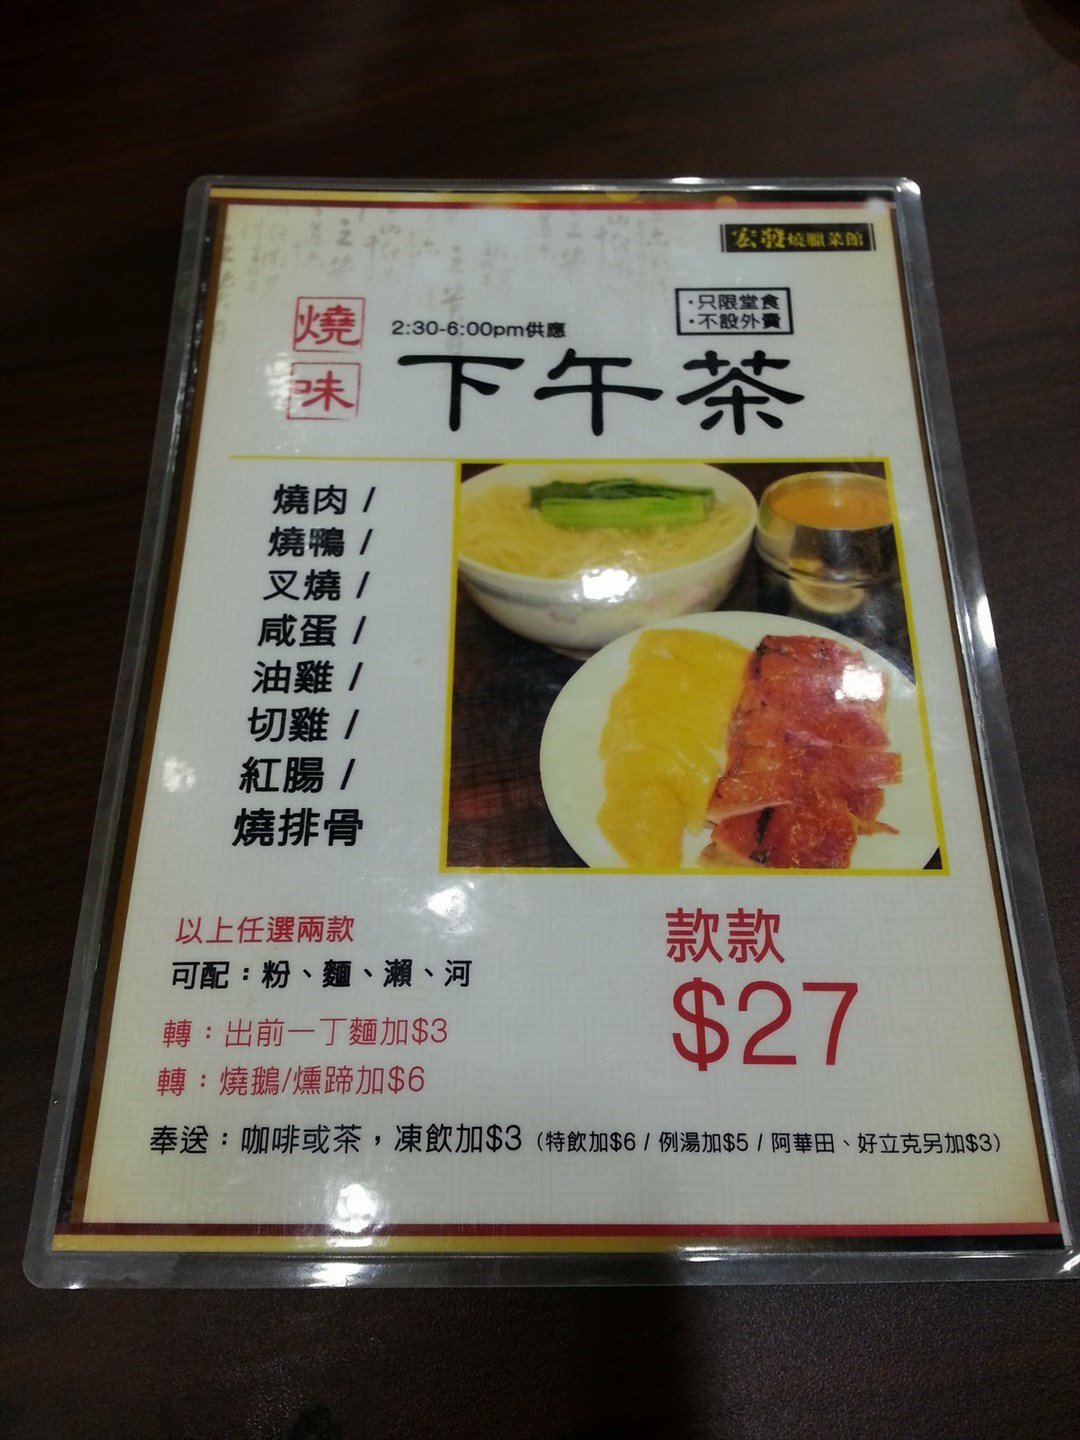 宏發燒臘菜館
·只限堂食
·不設外賣
燒味
2:30-6:00pm供應
下午茶
燒肉 /
燒鴨 /
叉燒 /
咸蛋 /
油雞 /
切雞 /
紅腸 /
燒排骨
以上任選兩款
可配：粉、麵、瀨、河
轉：出前一丁麵加$3
轉：燒鵝/燻蹄加$6
款款
$27
奉送：咖啡或茶，凍飲加$3（特飲加$6 / 例湯加$5 / 阿華田、好立克另加$3）